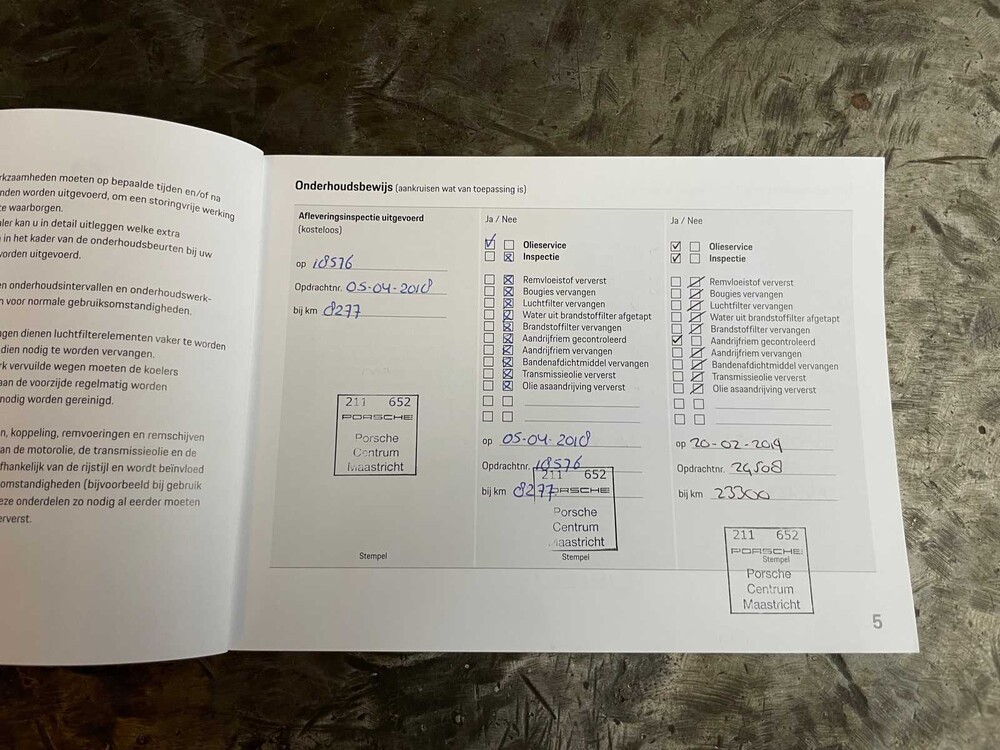 rkzaamheden moeten op bepaalde tijden en/of na
nden worden uitgevoerd, om een storingvrije werking
te waarborgen.
aler kan u in detail uitleggen welke extra
in het kader van de onderhoudsbeurten bij uw
vorden uitgevoerd.
en onderhoudsintervallen en onderhoudswerk-
n voor normale gebruiksomstandigheden.
ngen dienen luchtfilterelementen vaker te worden
dien nodig te worden vervangen.
rk vervuilde wegen moeten de koelers
aan de voorzijde regelmatig worden
nodig worden gereinigd.
n, koppeling, remvoeringen en remschijven
an de motorolie, de transmissieolie en de
fhankelijk van de rijstijl en wordt beïnvloed
omstandigheden (bijvoorbeeld bij gebruik
eze onderdelen zo nodig al eerder moeten
erverst.
Onderhoudsbewijs (aankruisen wat van toepassing is)
Afleveringsinspectie uitgevoerd
(kosteloos)
op 18576
Opdrachtnr. 05-04-2018
bij km 8277
211 652
PORSCHE
Porsche
Centrum
Maastricht
Stempel
Ja / Nee
Olieservice
Inspectie
Remvloeistof ververst
Bougies vervangen
Luchtfilter vervangen
Water uit brandstoffilter afgetapt
Brandstoffilter vervangen
Aandrijfriem gecontroleerd
Aandrijfriem vervangen
Bandenafdichtmiddel vervangen
Transmissieolie ververst
Olie asaandrijving ververst
op 05-04-2018
Opdrachtnr. 18576
bij km 8277
211 652
PORSCHE
Porsche
Centrum
Maastricht
Stempel
Ja / Nee
Olieservice
Inspectie
Remvloeistof ververst
Bougies vervangen
Luchtfilter vervangen
Water uit brandstoffilter afgetapt
Brandstoffilter vervangen
Aandrijfriem gecontroleerd
Aandrijfriem vervangen
Bandenafdichtmiddel vervangen
Transmissieolie ververst
Olie asaandrijving ververst
op 20-02-2019
Opdrachtnr. 24508
bij km 23300
211 652
PORSCHE
Stempel
Porsche
Centrum
Maastricht
5